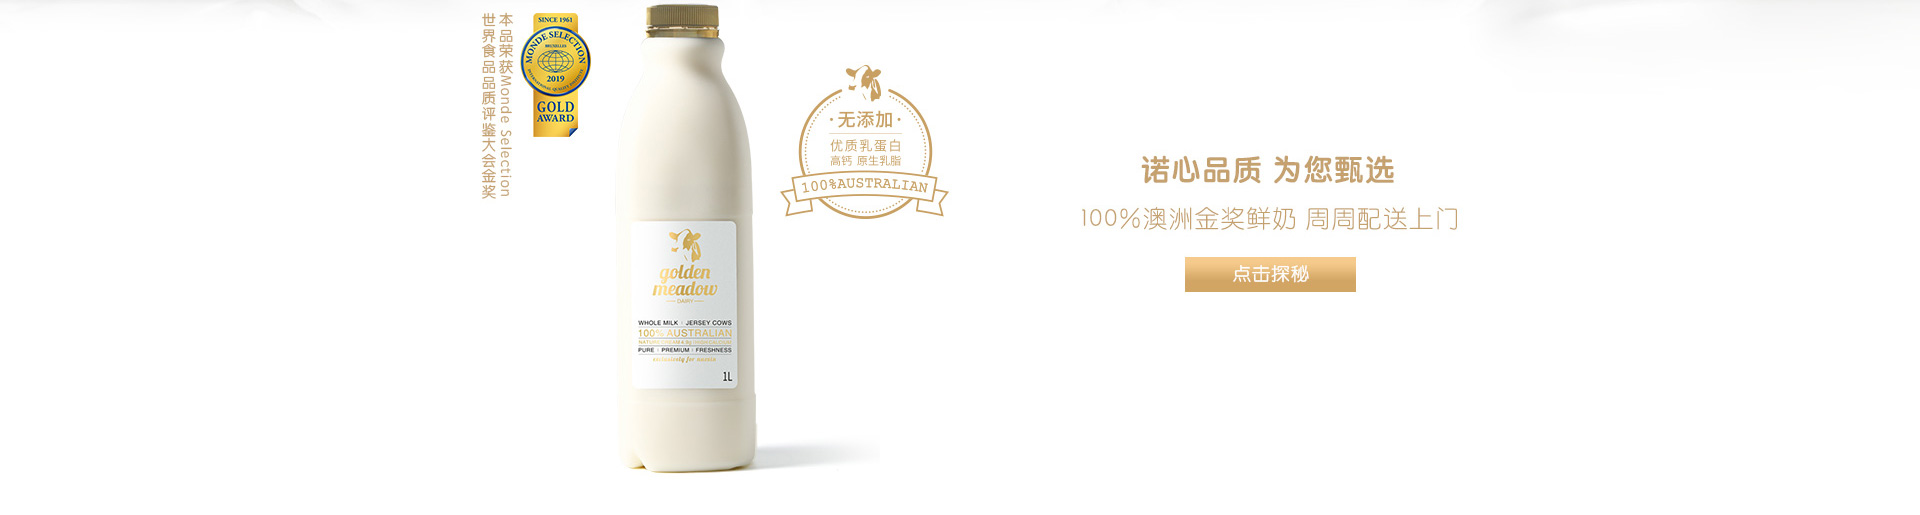 本品荣获Monde Selection
世界食品品质评鉴大会金奖
SINCE 1961
MONDE SELECTION
BRUXELLES
2019
INTERNATIONAL QUALITY INSTITUTE
GOLD
AWARD
·无添加·
优质乳蛋白
高钙 原生乳脂
100%AUSTRALIAN
golden
meadow
DAIRY
WHOLE MILK · JERSEY COWS
100% AUSTRALIAN
PURE · PREMIUM · FRESHNESS
1L
诺心品质 为您甄选
100%澳洲金奖鲜奶 周周配送上门
点击探秘